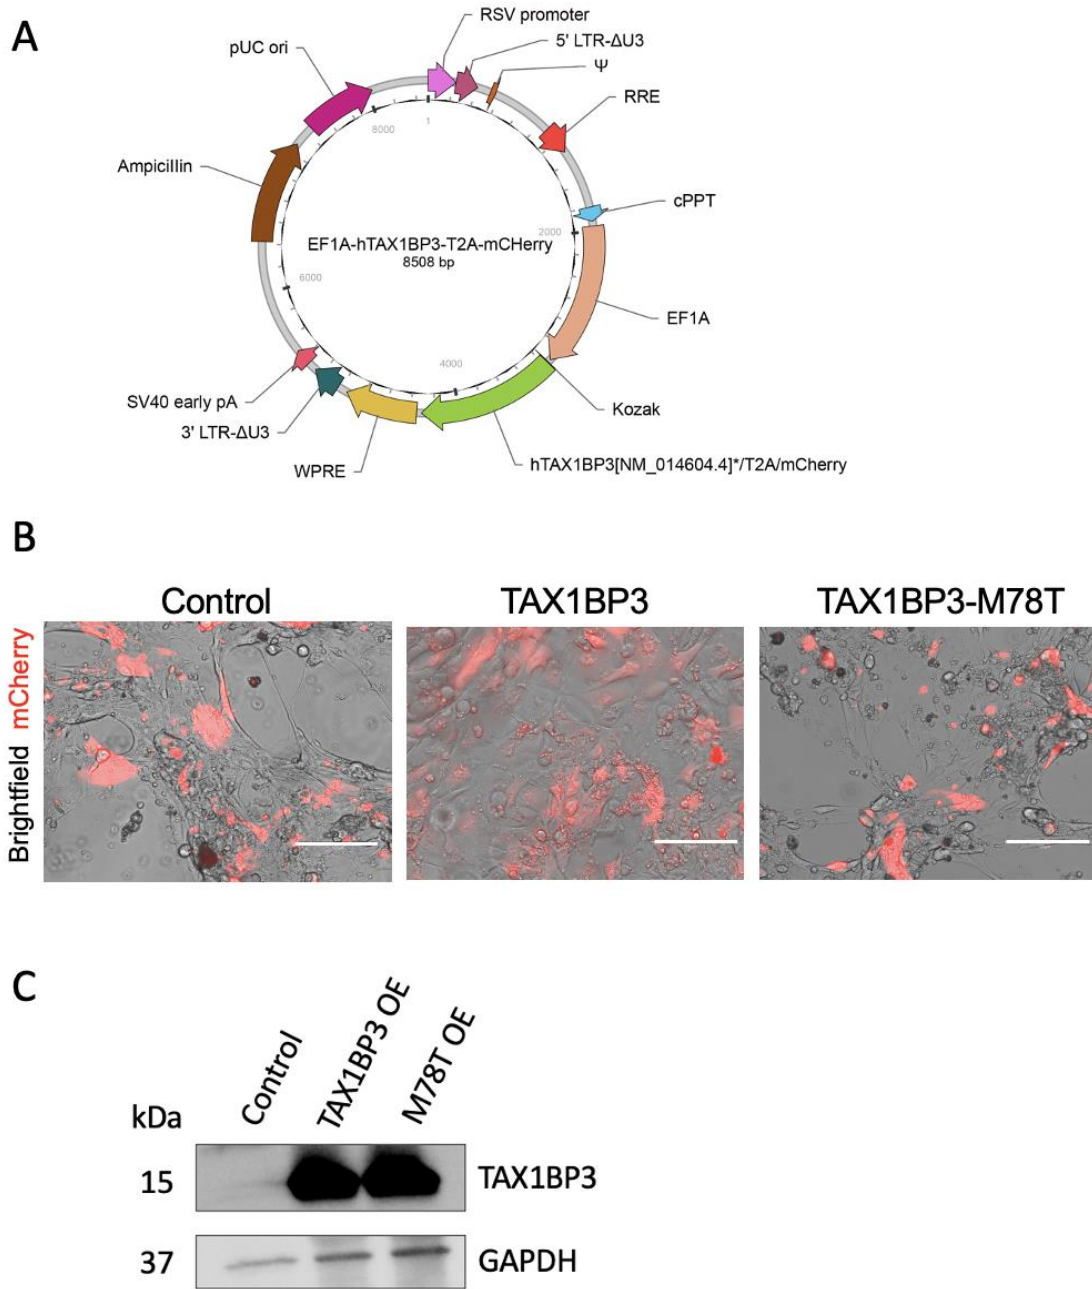 A
RSV promoter
5' LTR-ΔU3
Ψ
RRE
cPPT
EF1A
Kozak
hTAX1BP3[NM_014604.4]*/T2A/mCherry
WPRE
3' LTR-ΔU3
SV40 early pA
Ampicillin
pUC ori
1
2000
4000
6000
8000
EF1A-hTAX1BP3-T2A-mCHerry
8508 bp
B
Control
TAX1BP3
TAX1BP3-M78T
Brightfield mCherry
C
kDa
Control
TAX1BP3 OE
M78T OE
15
TAX1BP3
37
GAPDH